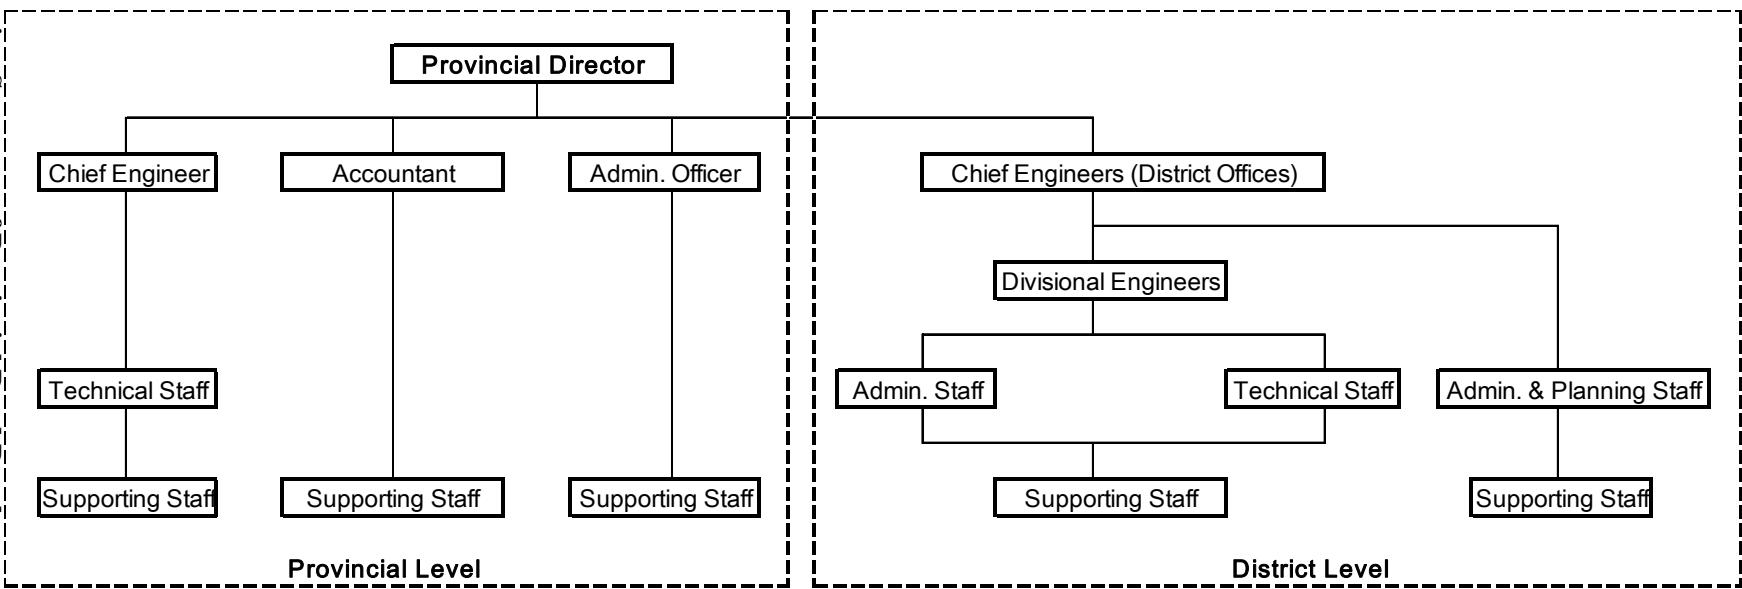 Provincial Director
Chief Engineer
Accountant
Admin. Officer
Chief Engineers (District Offices)
Divisional Engineers
Technical Staff
Admin. Staff
Technical Staff
Admin. & Planning Staff
Supporting Staff
Supporting Staff
Supporting Staff
Supporting Staff
Supporting Staff
Provincial Level
District Level